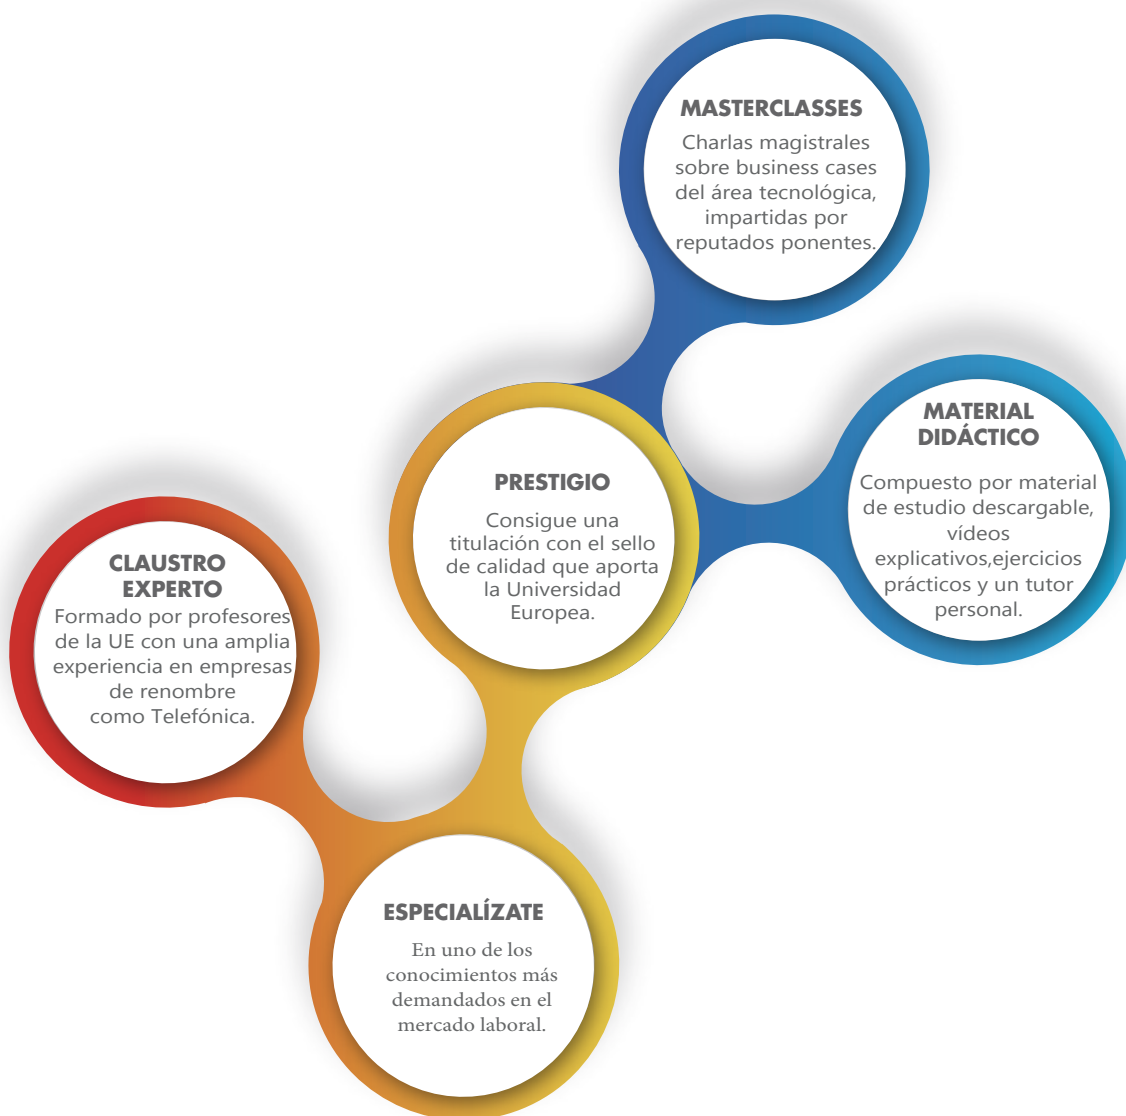 MASTERCLASSES
Charlas magistrales
sobre business cases
del área tecnológica,
impartidas por
reputados ponentes.
MATERIAL
DIDÁCTICO
Compuesto por material
de estudio descargable,
vídeos
explicativos,ejercicios
prácticos y un tutor
personal.
PRESTIGIO
Consigue una
titulación con el sello
de calidad que aporta
la Universidad
Europea.
CLAUSTRO
EXPERTO
Formado por profesores
de la UE con una amplia
experiencia en empresas
de renombre
como Telefónica.
ESPECIALÍZATE
En uno de los
conocimientos más
demandados en el
mercado laboral.